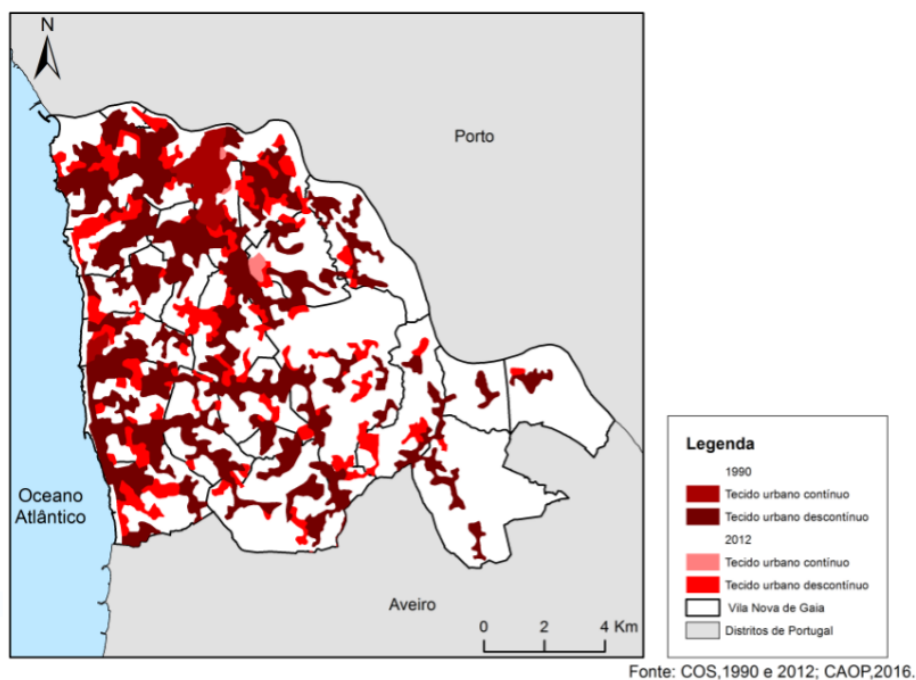 N
Porto
Oceano
Atlântico
Aveiro
0 2 4 Km
Legenda
1990
Tecido urbano contínuo
Tecido urbano descontínuo
2012
Tecido urbano contínuo
Tecido urbano descontínuo
Vila Nova de Gaia
Distritos de Portugal
Fonte: COS,1990 e 2012; CAOP,2016.